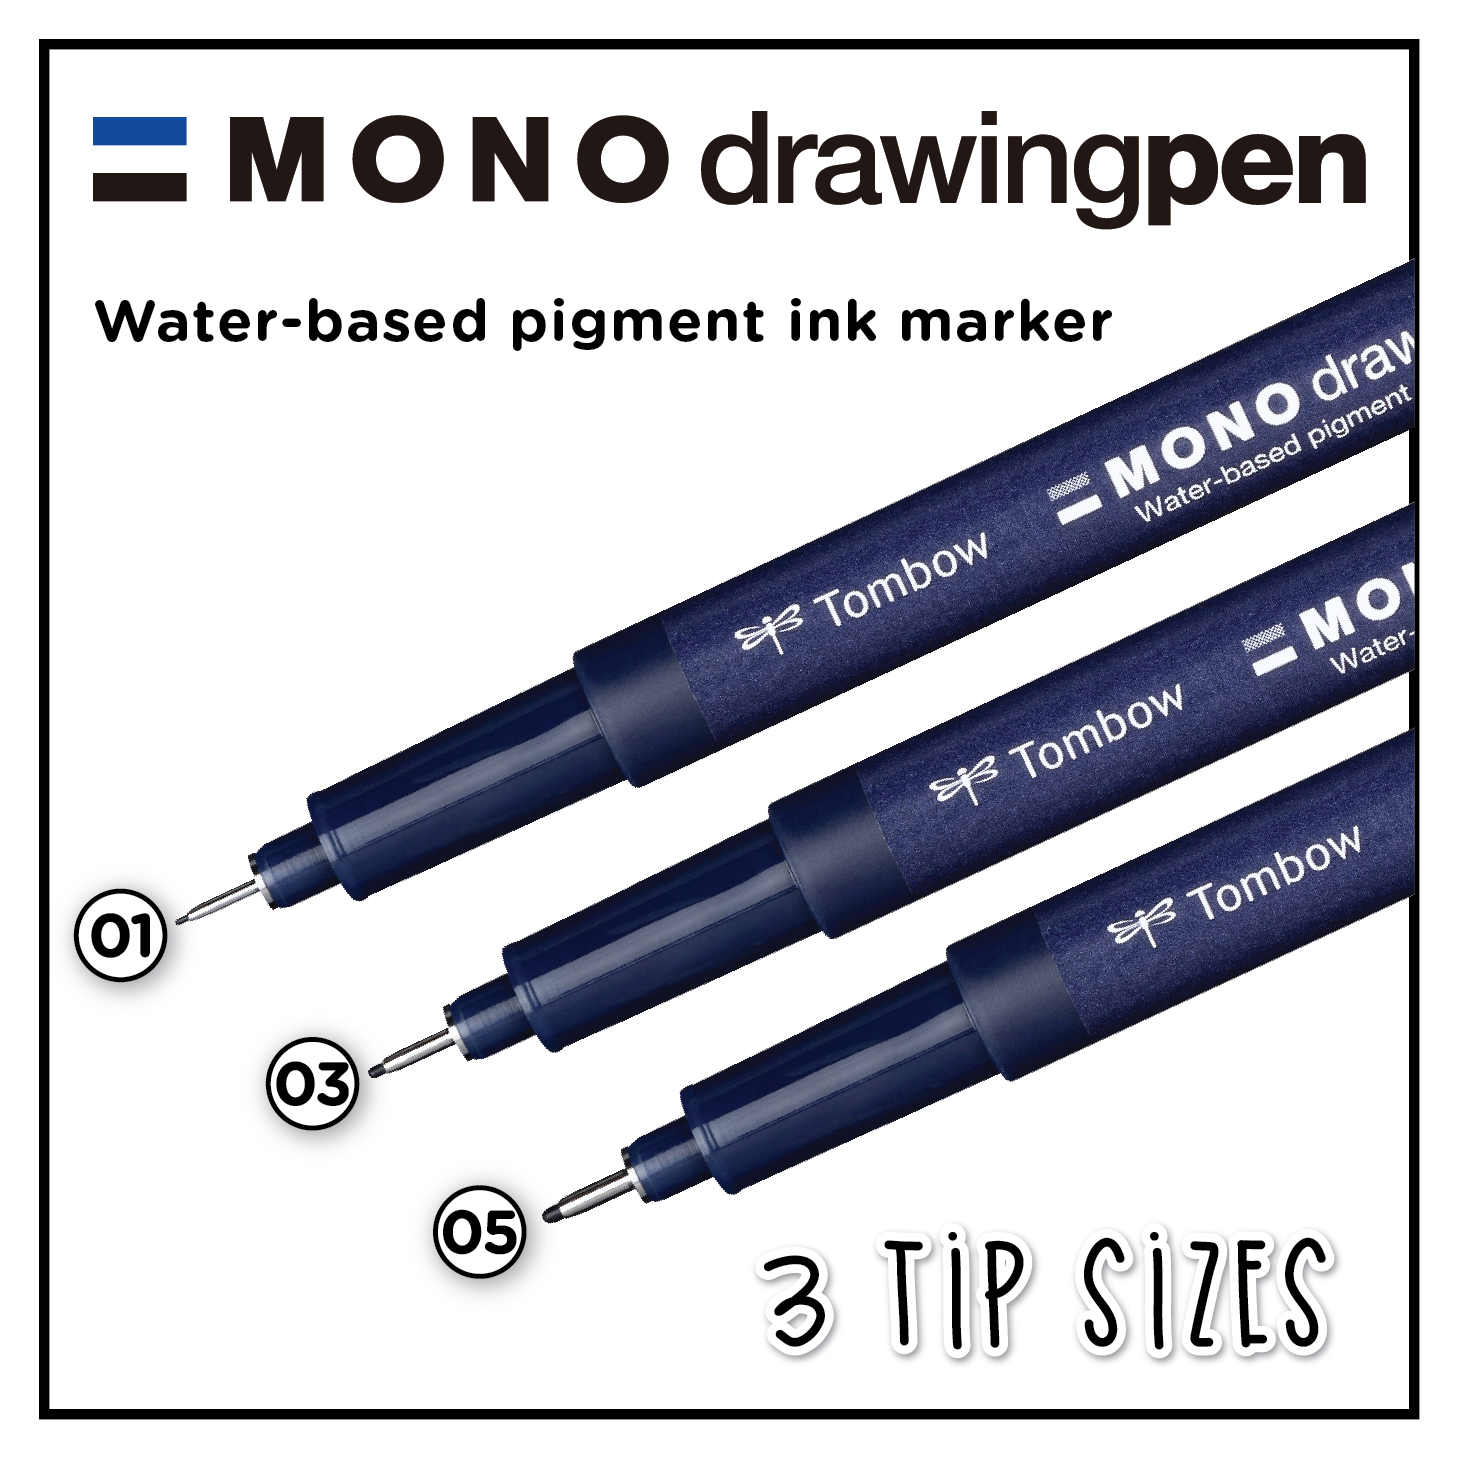 MONO drawingpen
Water-based pigment ink marker
MONO draw
Water-based pigment
Tombow
MO
Water-
Tombow
Tombow
01
03
05
3 TiP SiZES